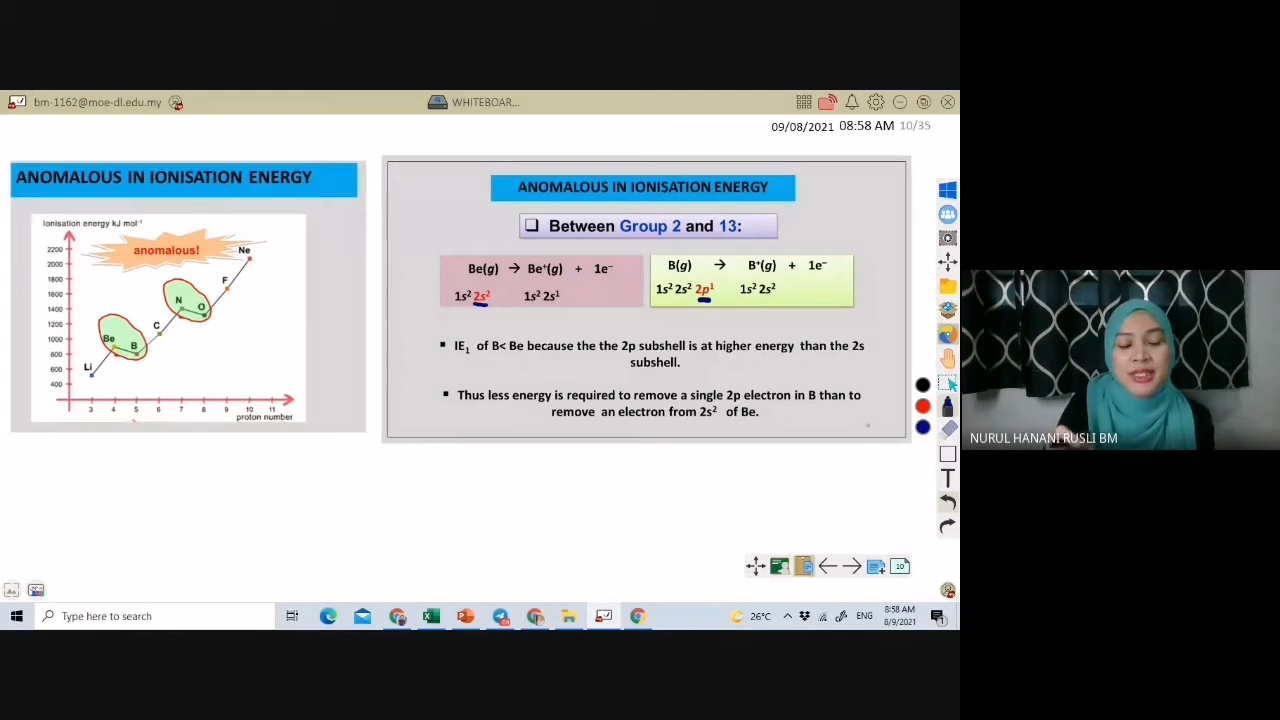 bm-1162@moe-dl.edu.my
WHITEBOAR...
09/08/2021 08:58 AM 10/35
ANOMALOUS IN IONISATION ENERGY
Ionisation energy kJ mol⁻¹
anomalous!
2200
2000
1800
1600
1400
1200
1000
800
600
400
Li
Be
B
C
N
O
F
Ne
3 4 5 6 7 8 9 10 11
proton number
ANOMALOUS IN IONISATION ENERGY
❑ Between Group 2 and 13:
Be(g) → Be⁺(g) + 1e⁻
1s² 2s² 1s² 2s¹
B(g) → B⁺(g) + 1e⁻
1s² 2s² 2p¹ 1s² 2s²
▪ IE₁ of B< Be because the the 2p subshell is at higher energy than the 2s
subshell.
▪ Thus less energy is required to remove a single 2p electron in B than to
remove an electron from 2s² of Be.
T
10
NURUL HANANI RUSLI BM
Type here to search
26°C
ENG
8:58 AM
8/9/2021